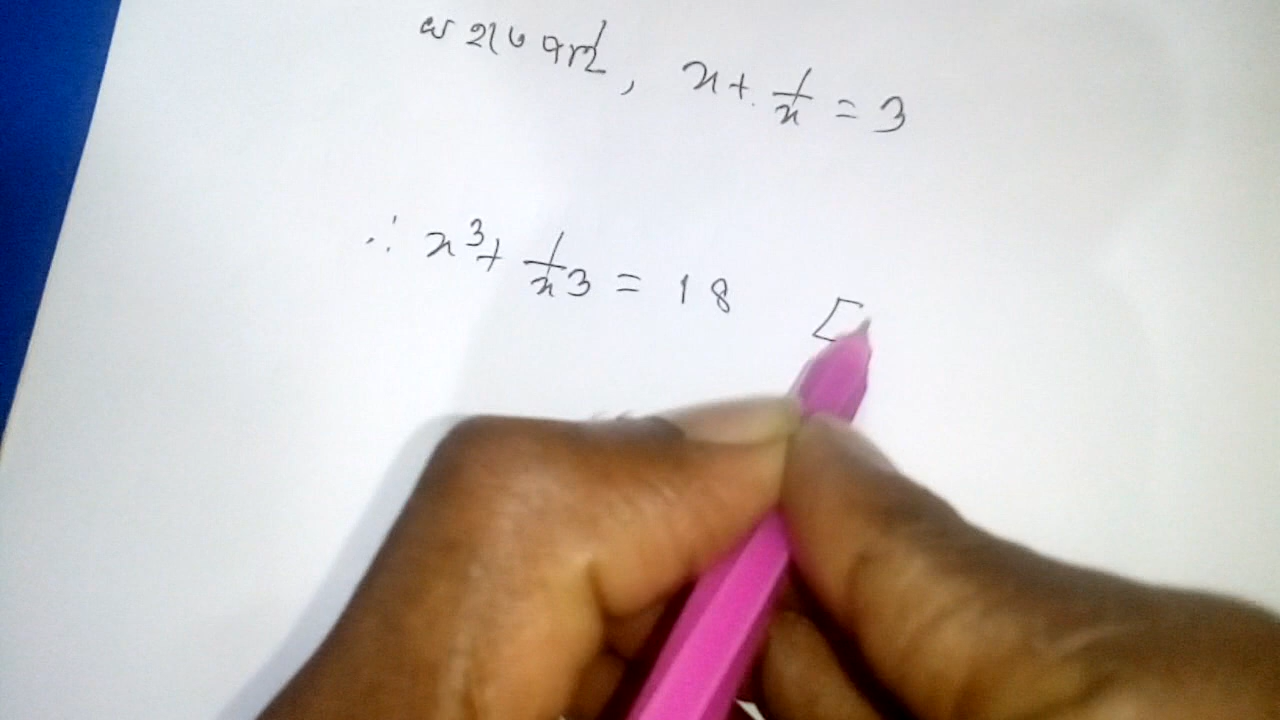 x + 1/x = 3
∴ x³ + 1/x³ = 18 [